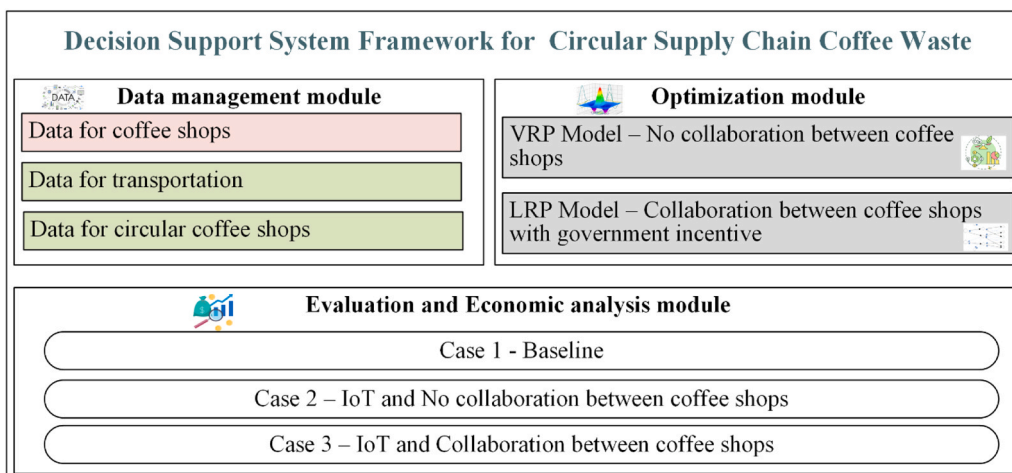 Decision Support System Framework for Circular Supply Chain Coffee Waste
DATA
Data management module
Data for coffee shops
Data for transportation
Data for circular coffee shops
Optimization module
VRP Model – No collaboration between coffee
shops
LRP Model – Collaboration between coffee shops
with government incentive
Evaluation and Economic analysis module
Case 1 - Baseline
Case 2 – IoT and No collaboration between coffee shops
Case 3 – IoT and Collaboration between coffee shops